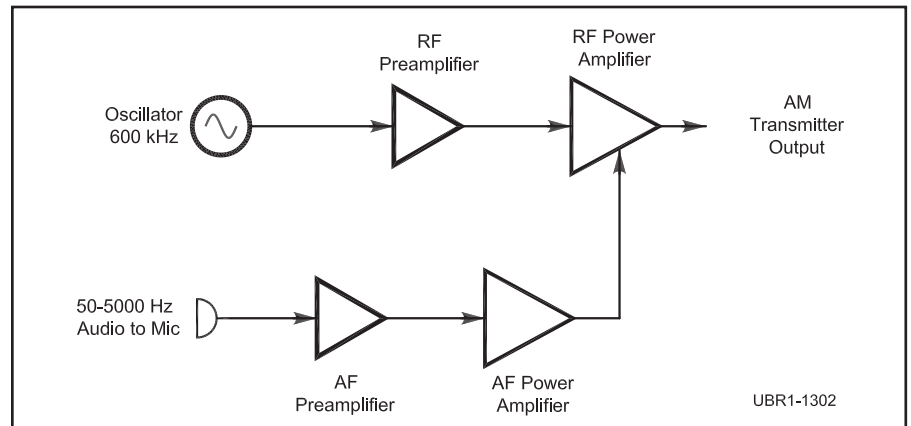 RF
Preamplifier
RF Power
Amplifier
Oscillator
600 kHz
AM
Transmitter
Output
50-5000 Hz
Audio to Mic
AF
Preamplifier
AF Power
Amplifier
UBR1-1302